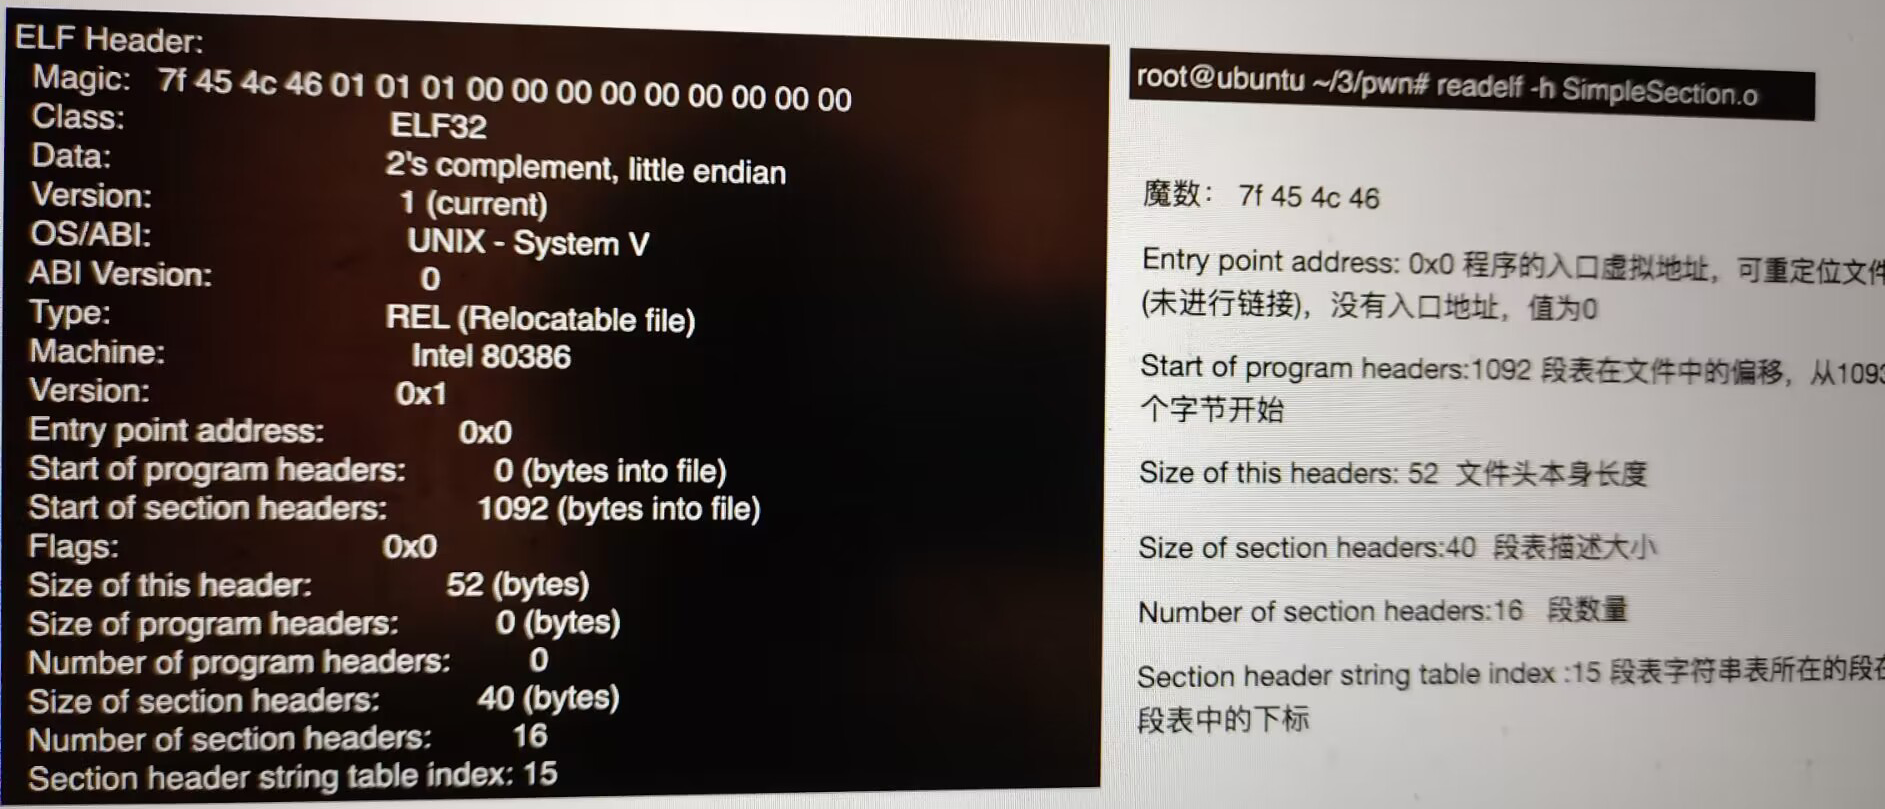 ELF Header:
Magic: 7f 45 4c 46 01 01 01 00 00 00 00 00 00 00 00 00
Class: ELF32
Data: 2's complement, little endian
Version: 1 (current)
OS/ABI: UNIX - System V
ABI Version: 0
Type: REL (Relocatable file)
Machine: Intel 80386
Version: 0x1
Entry point address: 0x0
Start of program headers: 0 (bytes into file)
Start of section headers: 1092 (bytes into file)
Flags: 0x0
Size of this header: 52 (bytes)
Size of program headers: 0 (bytes)
Number of program headers: 0
Size of section headers: 40 (bytes)
Number of section headers: 16
Section header string table index: 15
root@ubuntu ~/3/pwn# readelf -h SimpleSection.o
魔数： 7f 45 4c 46
Entry point address: 0x0 程序的入口虚拟地址，可重定位文件
(未进行链接)，没有入口地址，值为0
Start of program headers:1092 段表在文件中的偏移，从1093
个字节开始
Size of this headers: 52 文件头本身长度
Size of section headers:40 段表描述大小
Number of section headers:16 段数量
Section header string table index :15 段表字符串表所在的段在
段表中的下标